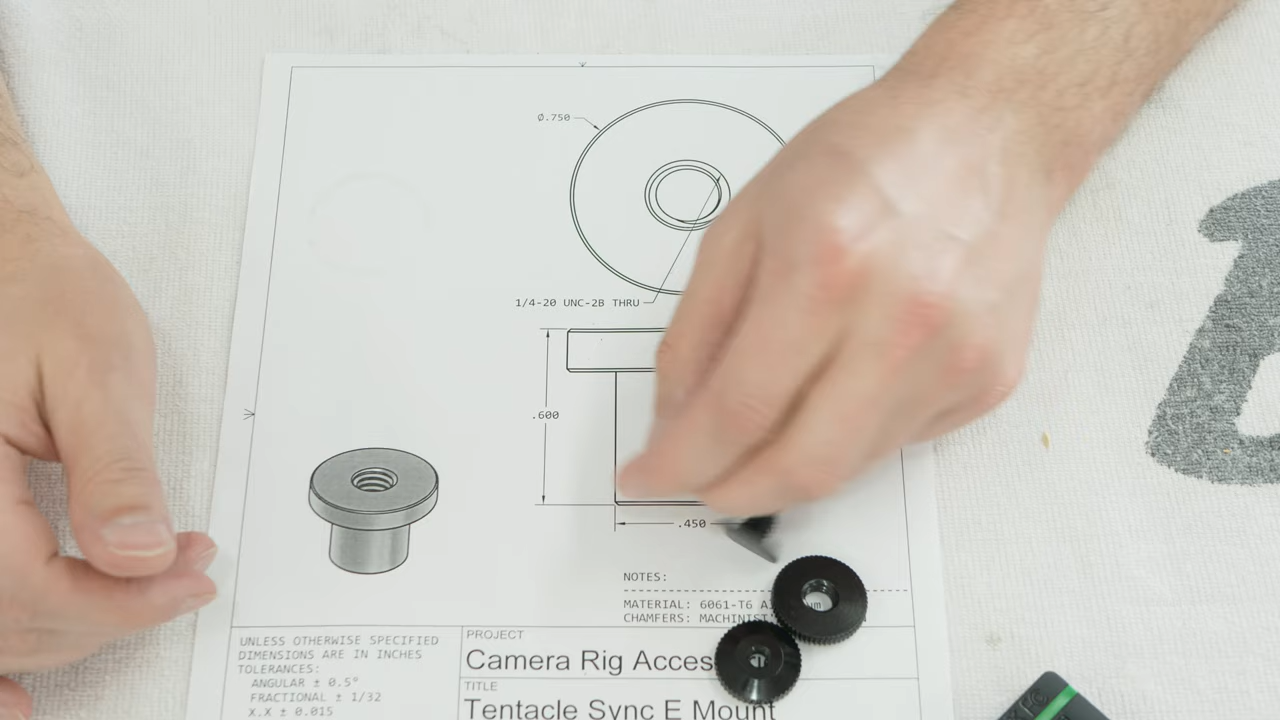 Ø.750
1/4-20 UNC-2B THRU
.600
.450
NOTES:
MATERIAL: 6061-T6
CHAMFERS: MACHINIST
UNLESS OTHERWISE SPECIFIED
DIMENSIONS ARE IN INCHES
TOLERANCES:
ANGULAR ± 0.5°
FRACTIONAL ± 1/32
X.X ± 0.015
PROJECT
Camera Rig Acces
TITLE
Tentacle Sync E Mount